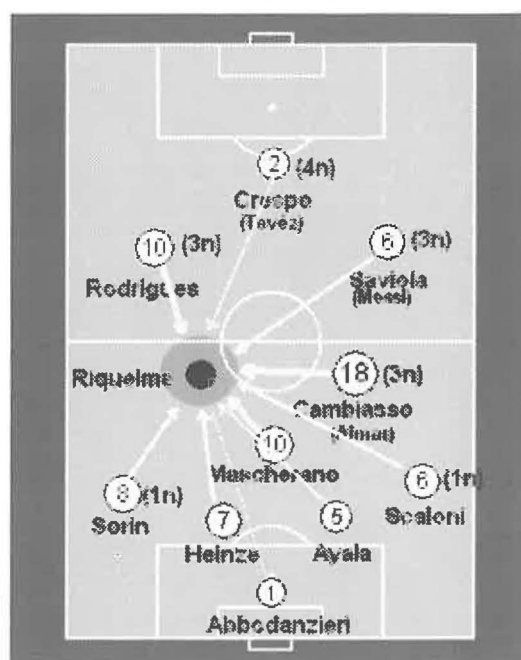 2 (4n)
Crespo
(Tevéz)
10 (3n)
Rodrigues
6 (3n)
Saviola
(Messi)
Riquelme
18 (3n)
Cambiasso
(Aimar)
10
Mascherano
8 (1n)
Sorin
7
Heinze
5
Ayala
6 (1n)
Scaloni
1
Abbodanzieri